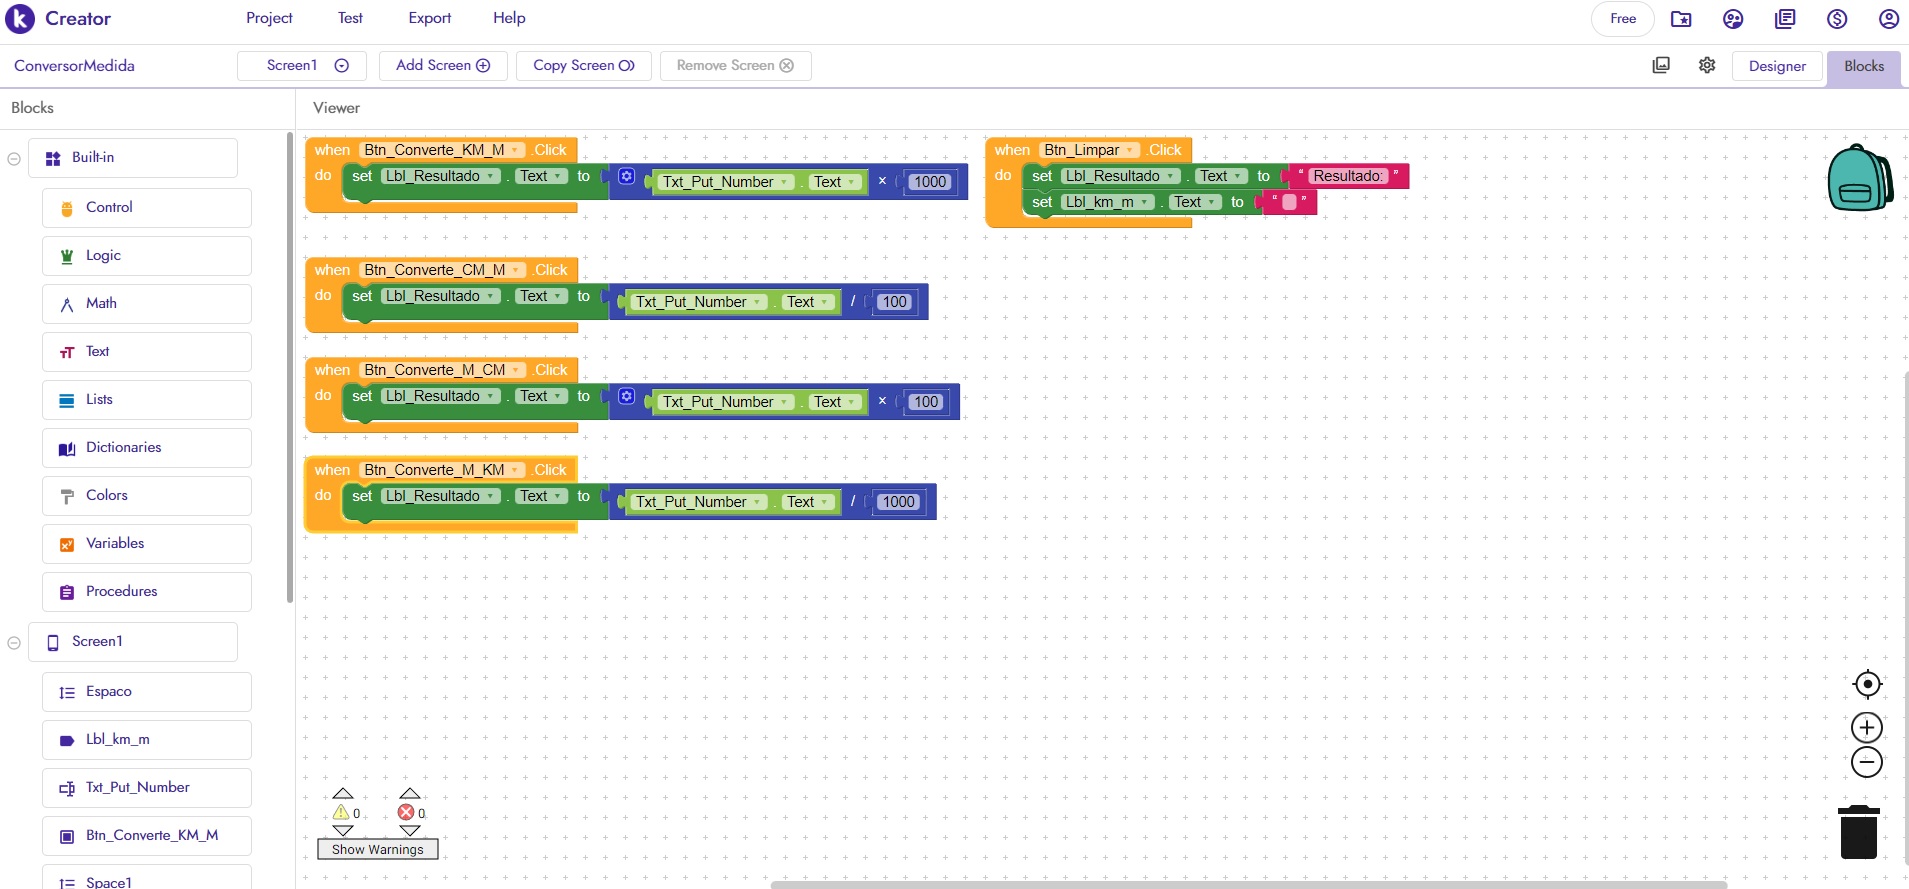 Creator
Project
Test
Export
Help
Free
ConversorMedida
Screen1
Add Screen
Copy Screen
Remove Screen
Designer
Blocks
Blocks
Viewer
Built-in
Control
Logic
Math
Text
Lists
Dictionaries
Colors
Variables
Procedures
Screen1
Espaco
Lbl_km_m
Txt_Put_Number
Btn_Converte_KM_M
Space1
when Btn_Converte_KM_M .Click
do set Lbl_Resultado . Text to Txt_Put_Number . Text × 1000
when Btn_Converte_CM_M .Click
do set Lbl_Resultado . Text to Txt_Put_Number . Text / 100
when Btn_Converte_M_CM .Click
do set Lbl_Resultado . Text to Txt_Put_Number . Text × 100
when Btn_Converte_M_KM .Click
do set Lbl_Resultado . Text to Txt_Put_Number . Text / 1000
when Btn_Limpar .Click
do set Lbl_Resultado . Text to “ Resultado: ”
set Lbl_km_m . Text to “ ”
0
0
Show Warnings